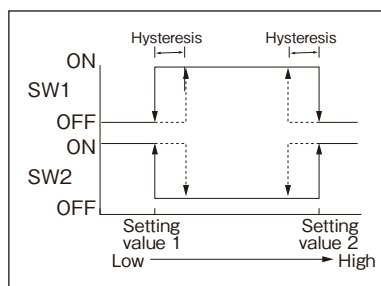 Hysteresis Hysteresis
ON
SW1
OFF
ON
SW2
OFF
Setting Setting
value 1 value 2
Low High